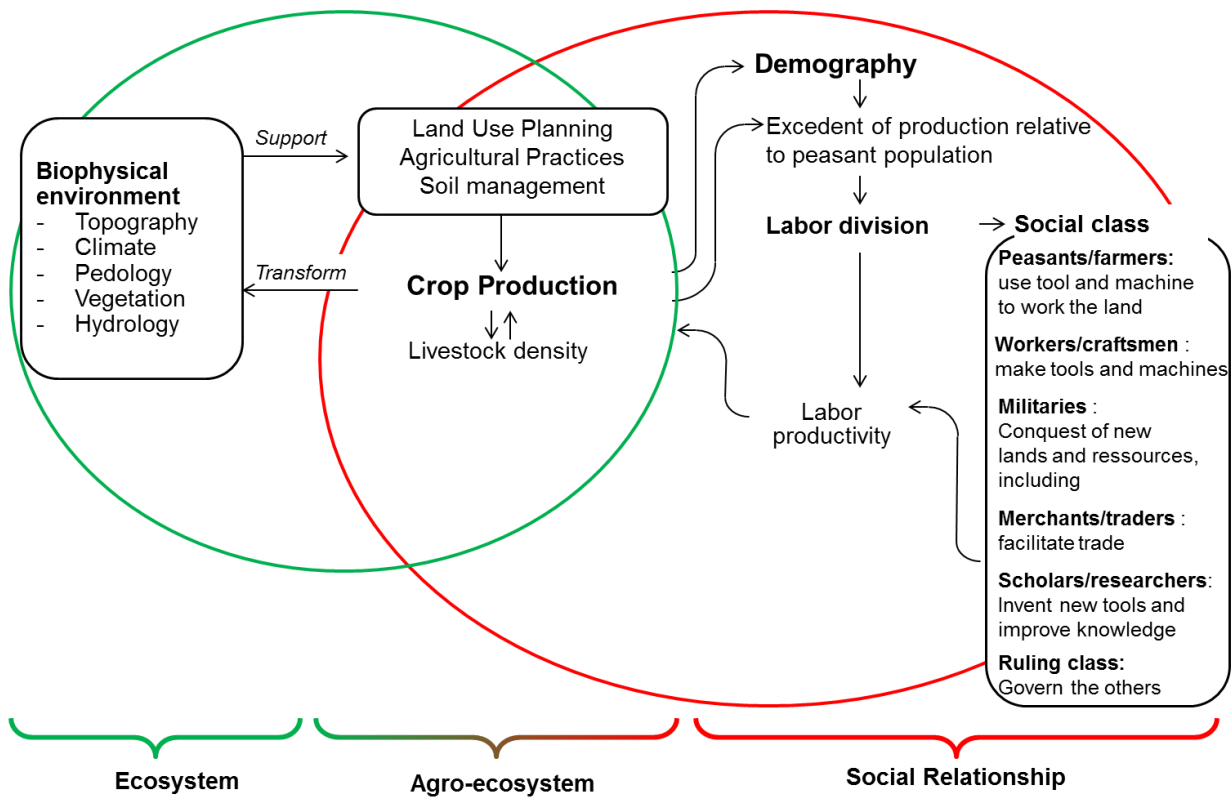 Biophysical
environment
- Topography
- Climate
- Pedology
- Vegetation
- Hydrology
Support
Transform
Land Use Planning
Agricultural Practices
Soil management
Crop Production
Livestock density
Demography
Excedent of production relative
to peasant population
Labor division
Labor
productivity
Social class
Peasants/farmers:
use tool and machine
to work the land
Workers/craftsmen :
make tools and machines
Militaries :
Conquest of new
lands and ressources,
including
Merchants/traders :
facilitate trade
Scholars/researchers:
Invent new tools and
improve knowledge
Ruling class:
Govern the others
Ecosystem
Agro-ecosystem
Social Relationship